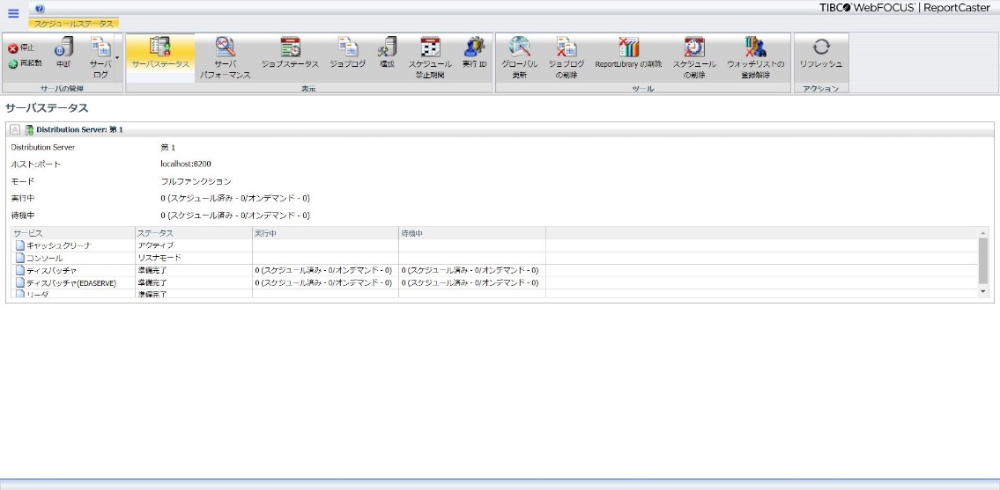 TIBCO WebFOCUS® | ReportCaster
スケジュールステータス
停止
再起動
中断
サーバ
ログ
サーバの管理
サーバステータス
サーバ
パフォーマンス
ジョブステータス
ジョブログ
構成
スケジュール
禁止期間
実行 ID
表示
グローバル
更新
ジョブログ
の削除
ReportLibrary の削除
スケジュール
の削除
ウォッチリストの
登録解除
ツール
リフレッシュ
アクション
サーバステータス
Distribution Server: 第 1
Distribution Server 第 1
ホスト:ポート localhost:8200
モード フルファンクション
実行中 0 (スケジュール済み - 0/オンデマンド - 0)
待機中 0 (スケジュール済み - 0/オンデマンド - 0)
サービス ステータス 実行中 待機中
キャッシュクリーナ アクティブ
コンソール リスナモード
ディスパッチャ 準備完了 0 (スケジュール済み - 0/オンデマンド - 0) 0 (スケジュール済み - 0/オンデマンド - 0)
ディスパッチャ(EDASERVE) 準備完了 0 (スケジュール済み - 0/オンデマンド - 0) 0 (スケジュール済み - 0/オンデマンド - 0)
リーダ 準備完了